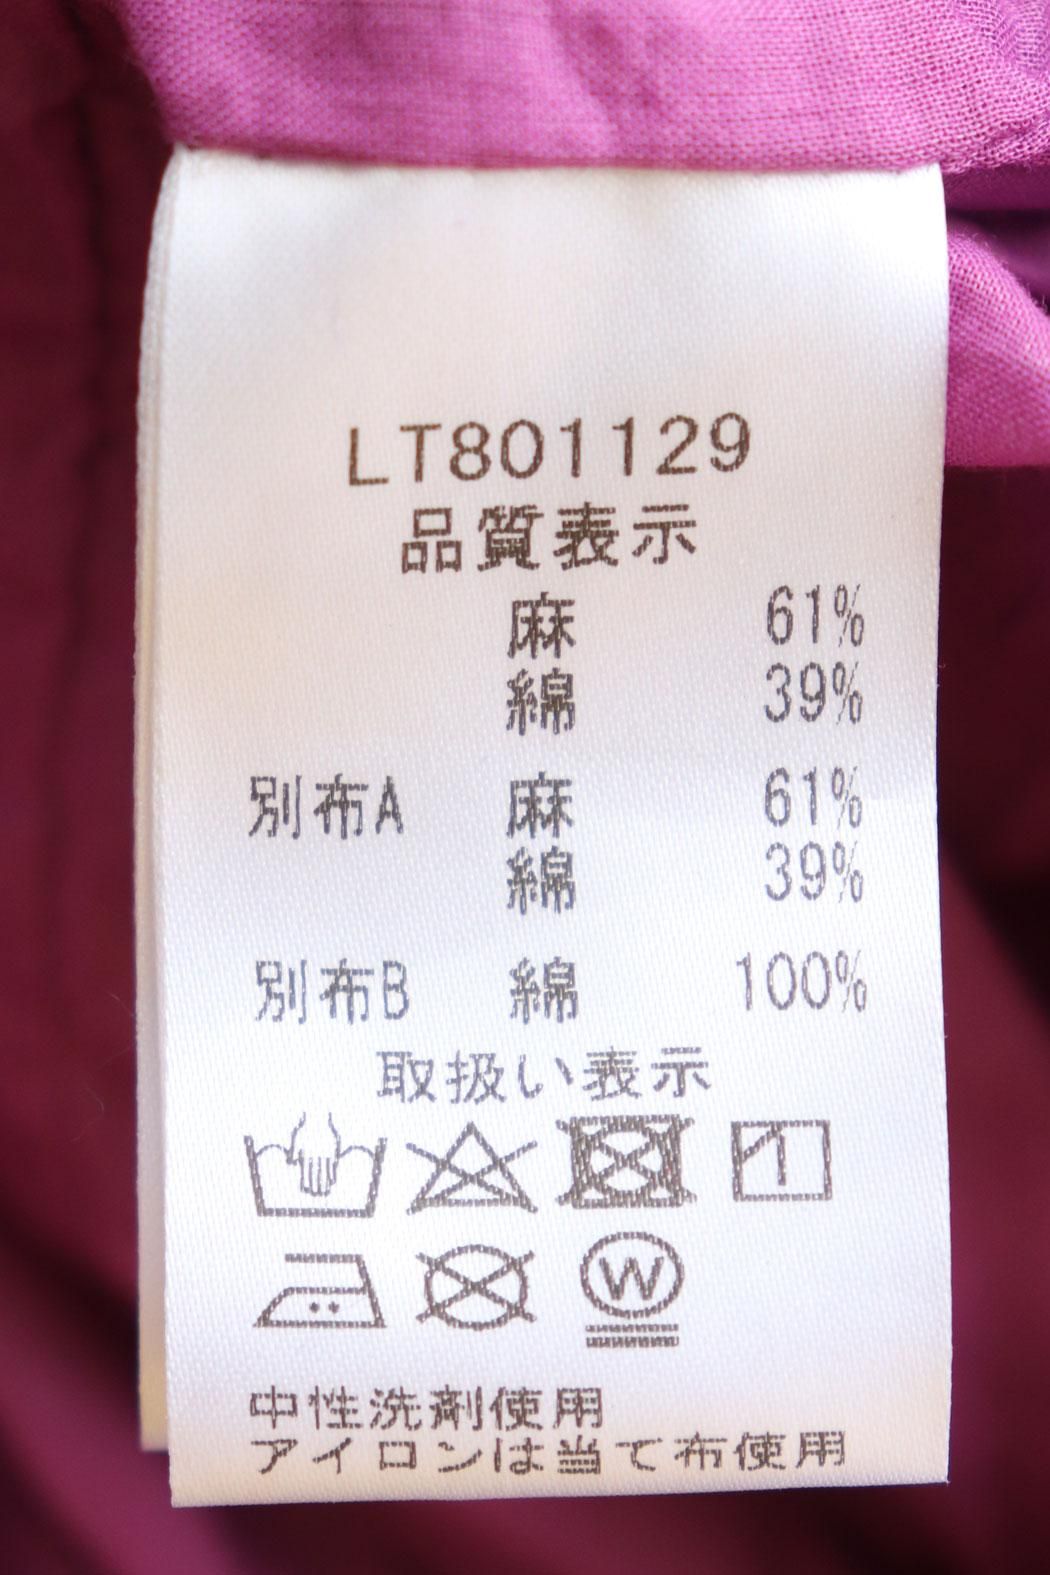 LT801129
品質表示
麻 61%
綿 39%
別布A 麻 61%
綿 39%
別布B 綿 100%
取扱い表示
W
中性洗剤使用
アイロンは当て布使用